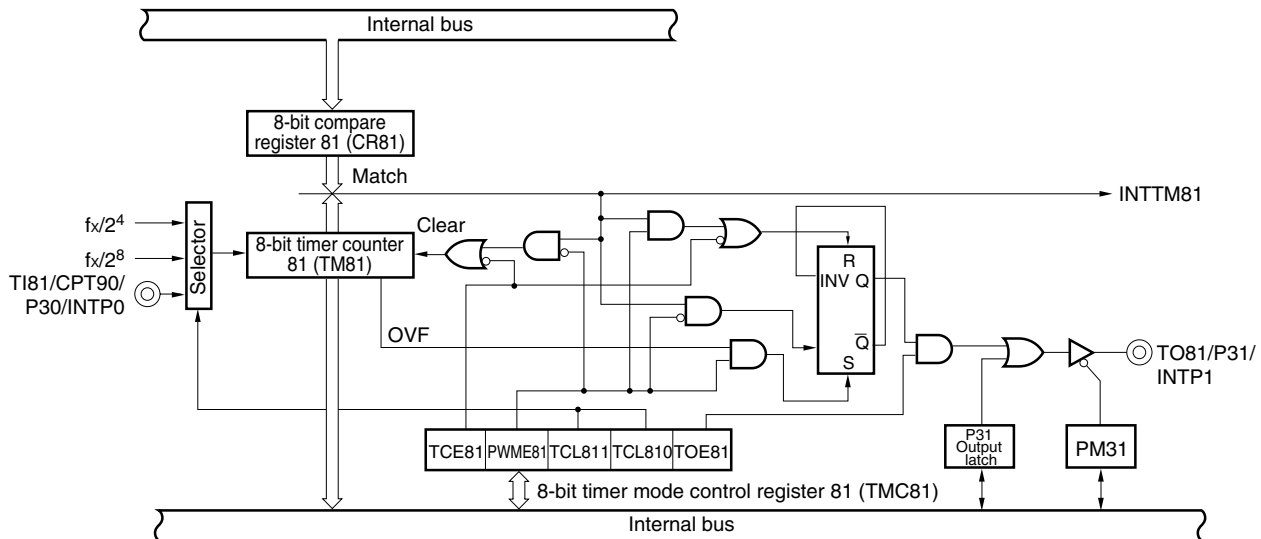 Internal bus
8-bit compare
register 81 (CR81)
Match
INTTM81
fx/2⁴
fx/2⁸
TI81/CPT90/
P30/INTP0
Selector
8-bit timer counter
81 (TM81)
Clear
OVF
R
INV Q
Q̅
S
TO81/P31/
INTP1
TCE81 PWME81 TCL811 TCL810 TOE81
P31
Output
latch
PM31
8-bit timer mode control register 81 (TMC81)
Internal bus